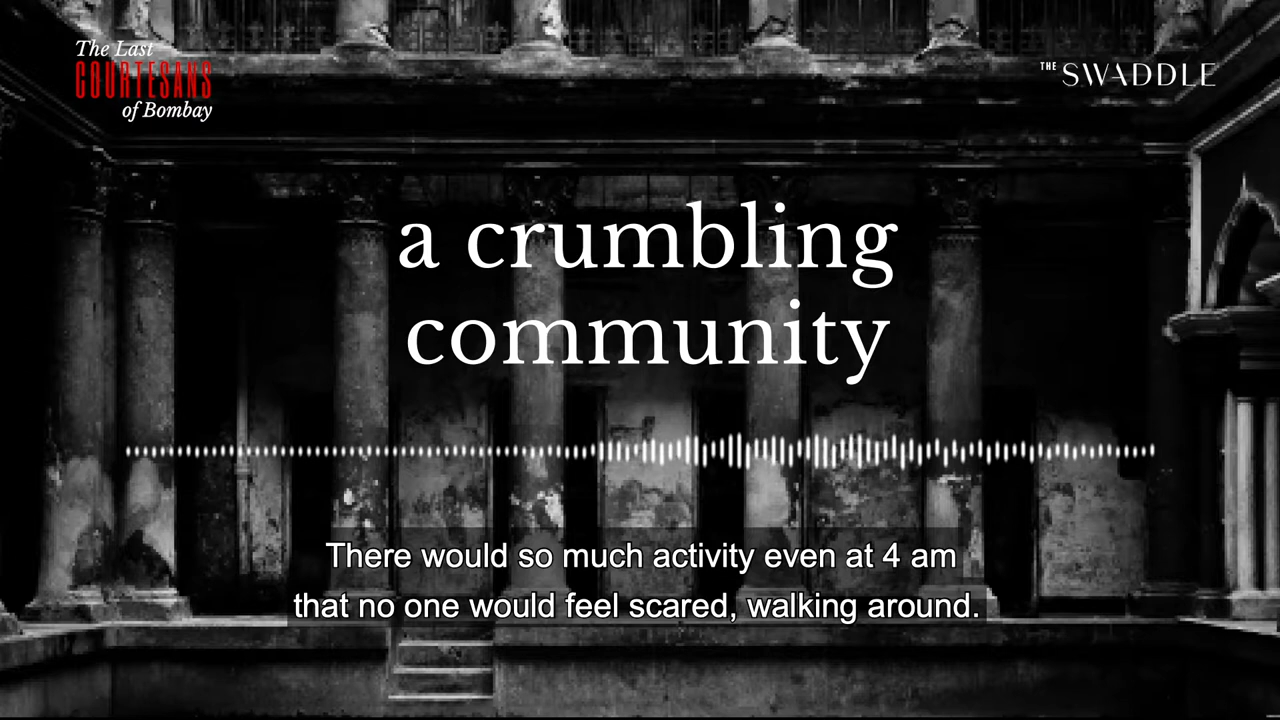 The Last
COURTESANS
of Bombay
THE SWADDLE
a crumbling
community
There would so much activity even at 4 am
that no one would feel scared, walking around.